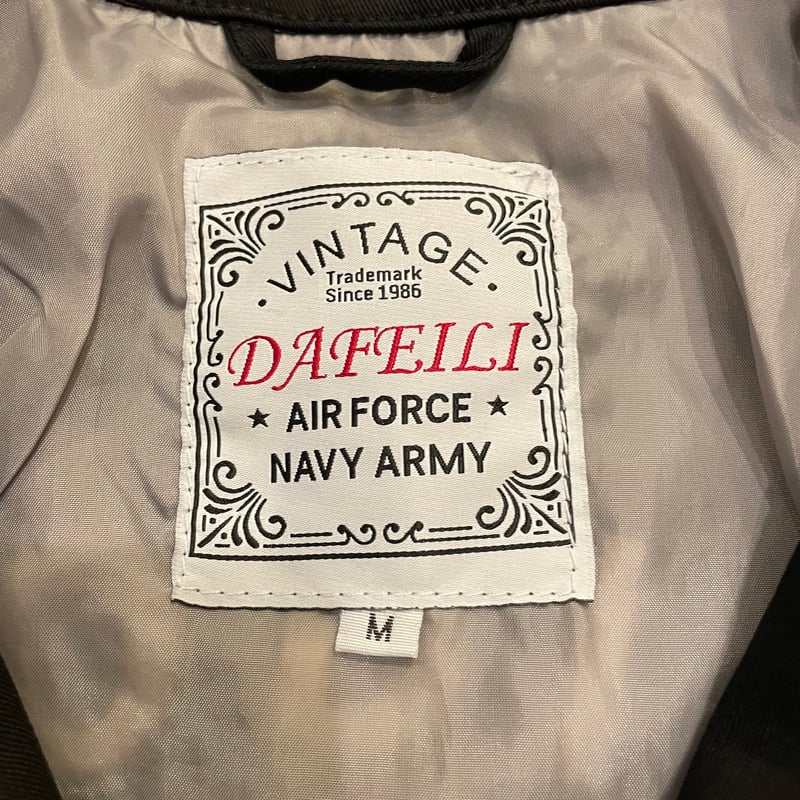 ·VINTAGE·
Trademark
Since 1986
DAFEILI
★ AIR FORCE ★
NAVY ARMY
M